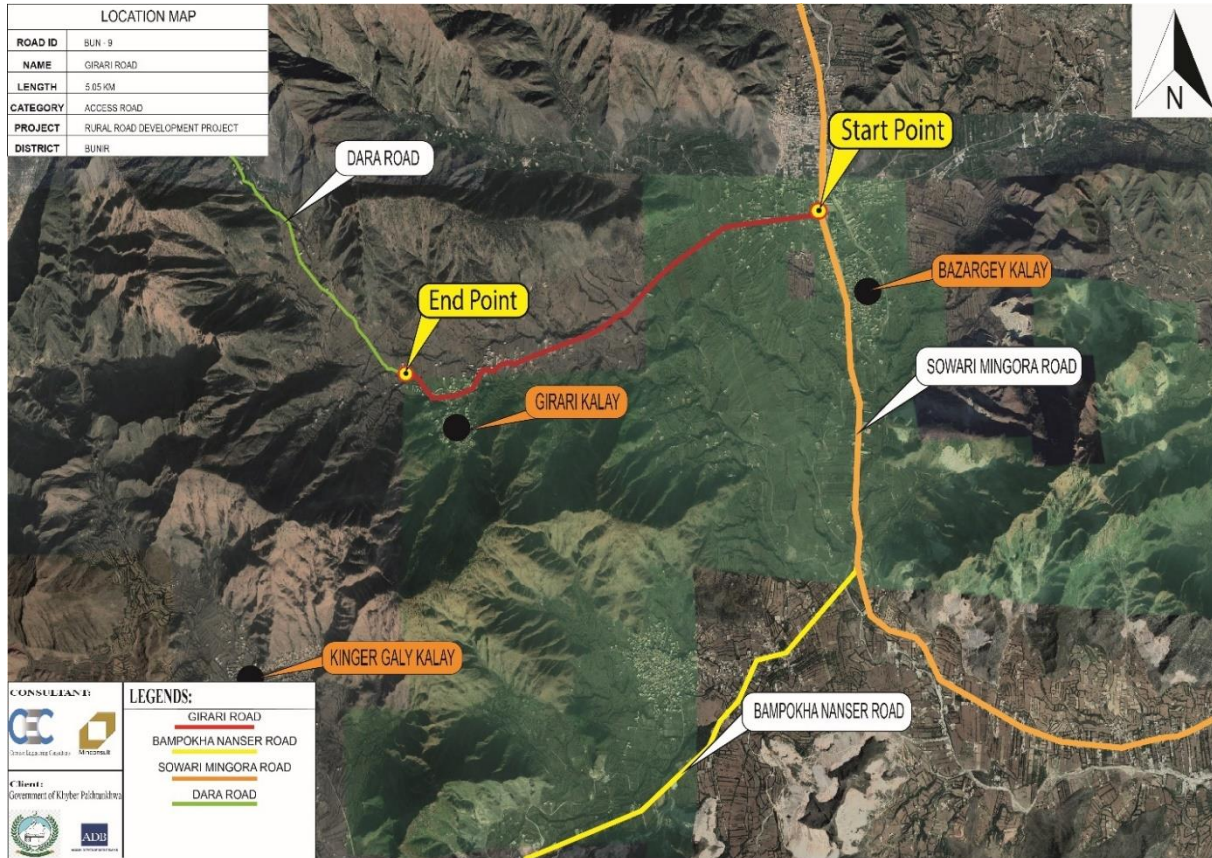 LOCATION MAP
ROAD ID BUN - 9
NAME GIRARI ROAD
LENGTH 5.05 KM
CATEGORY ACCESS ROAD
PROJECT RURAL ROAD DEVELOPMENT PROJECT
DISTRICT BUNIR
N
Start Point
DARA ROAD
BAZARGEY KALAY
End Point
SOWARI MINGORA ROAD
GIRARI KALAY
KINGER GALY KALAY
BAMPOKHA NANSER ROAD
CONSULTANT:
CEC
Minconsult
Client:
Government of Khyber Pakhtunkhwa
ADB
LEGENDS:
GIRARI ROAD
BAMPOKHA NANSER ROAD
SOWARI MINGORA ROAD
DARA ROAD